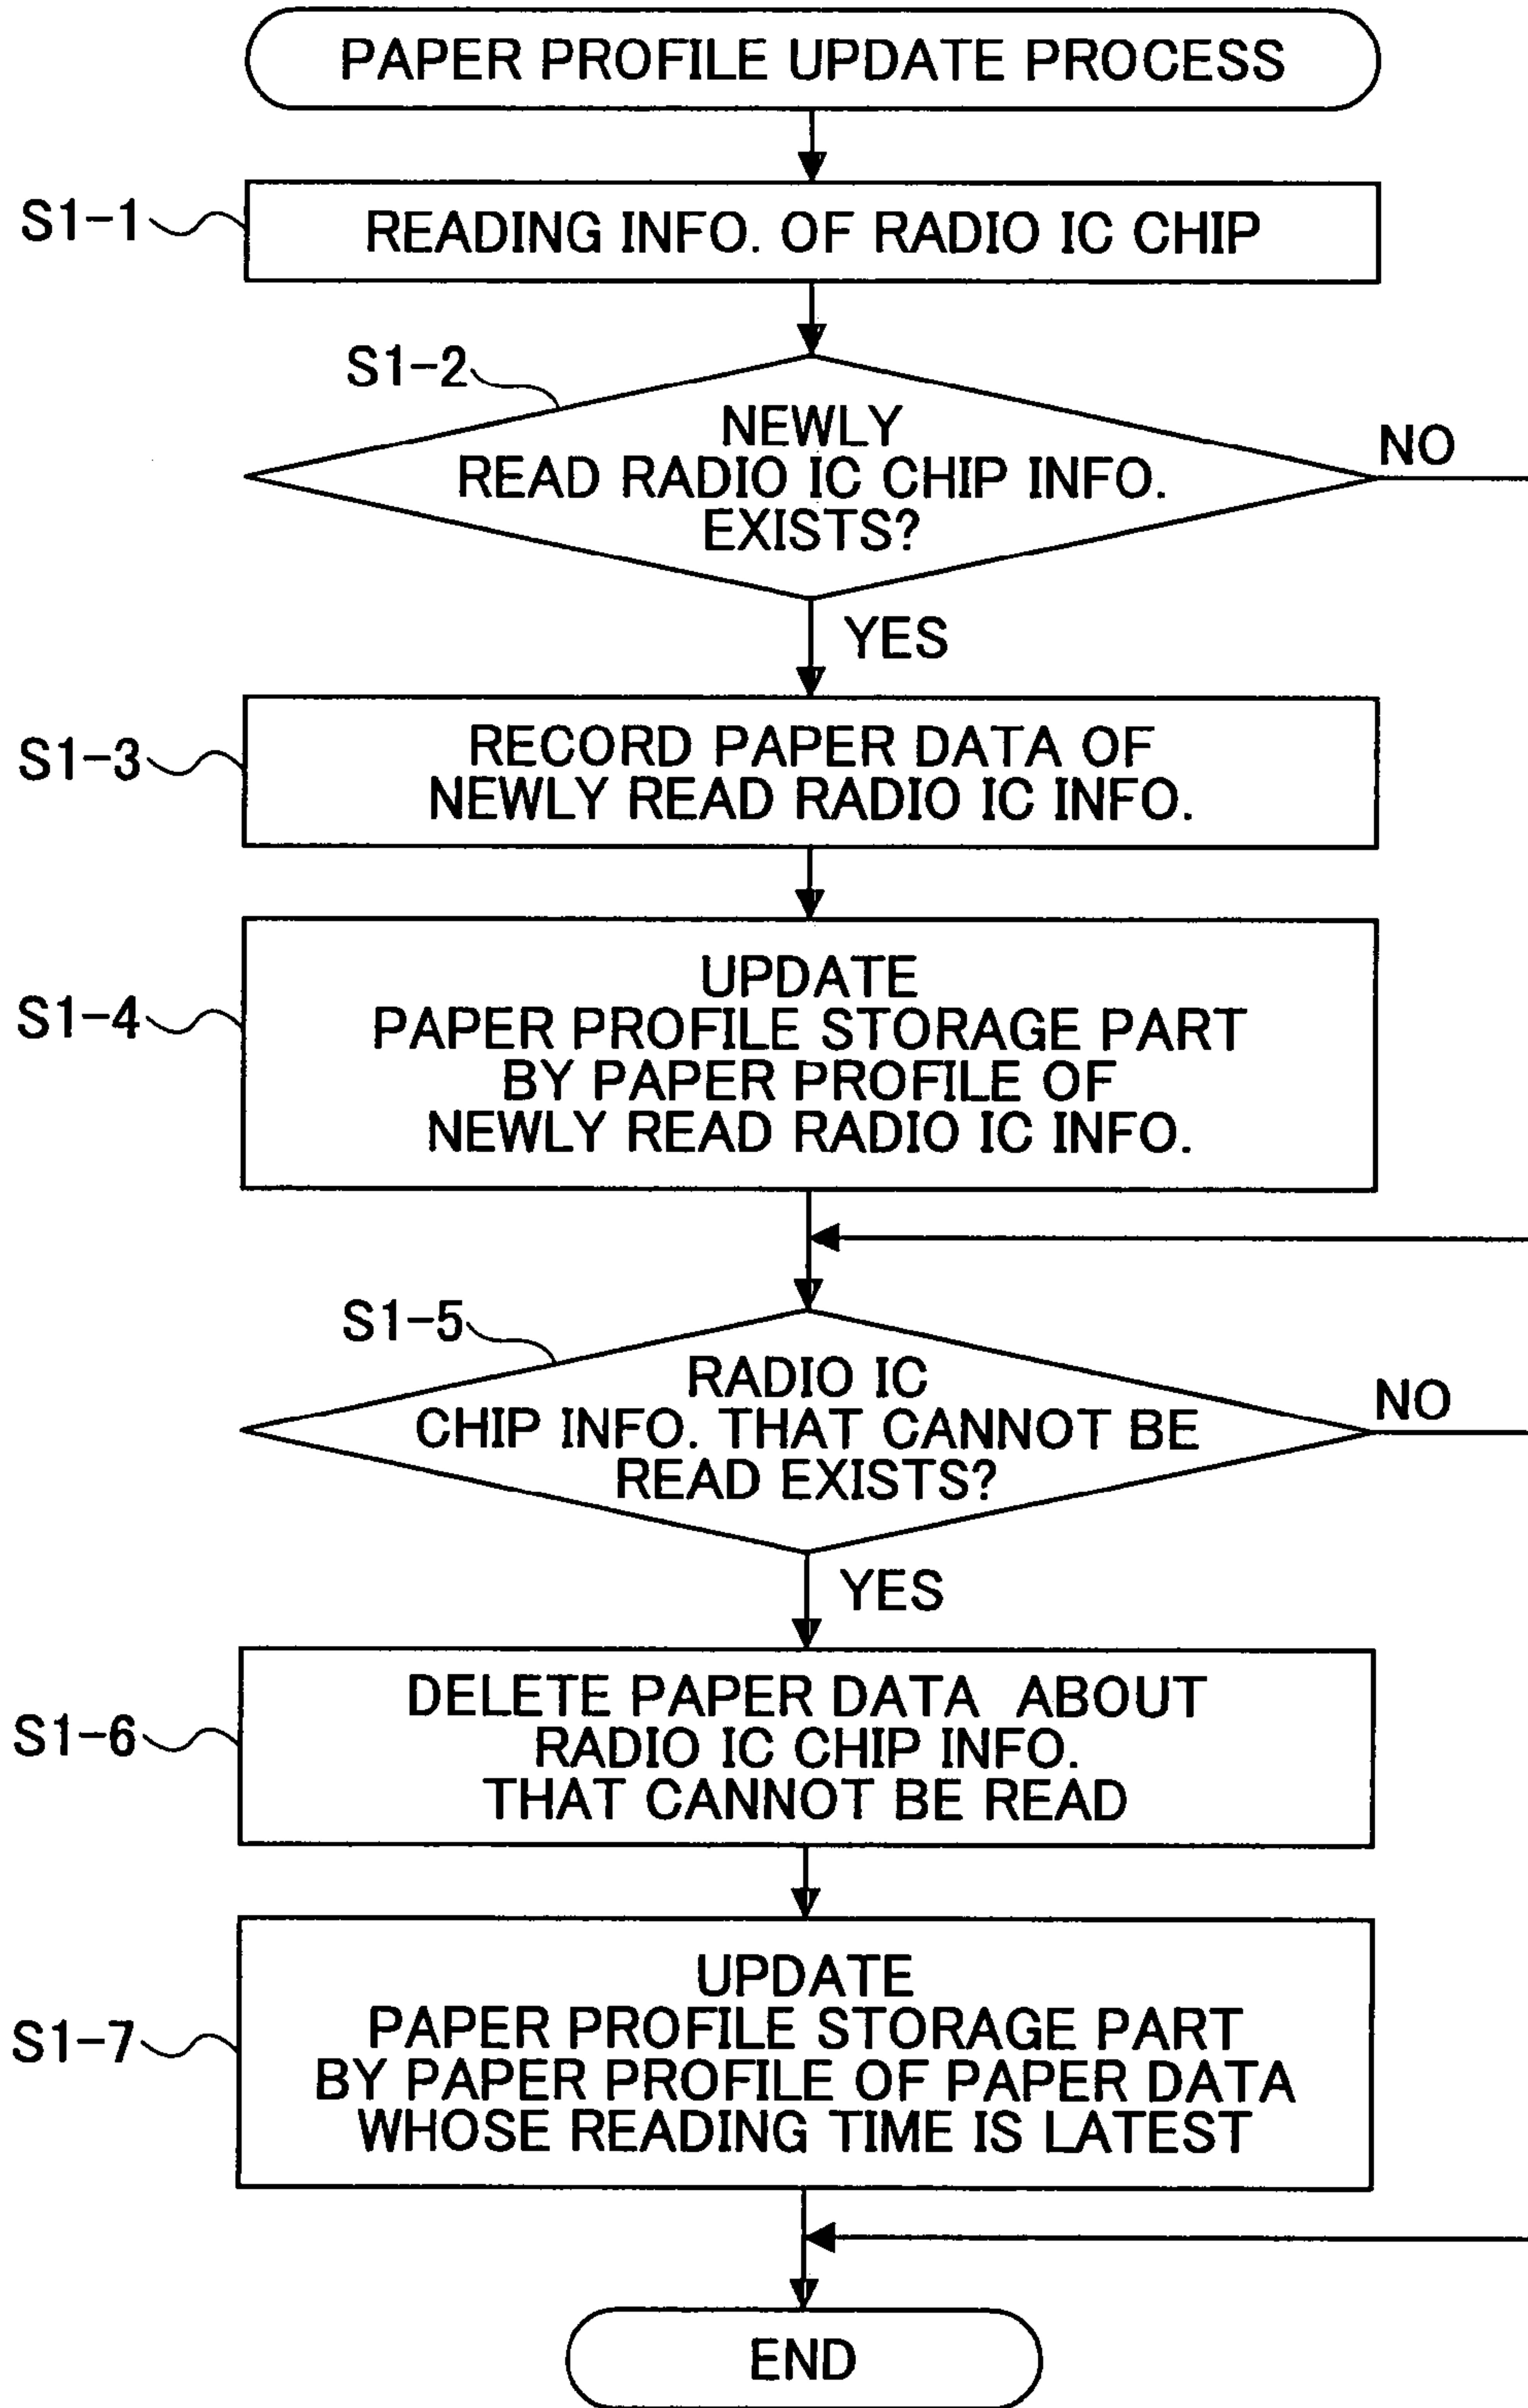 PAPER PROFILE UPDATE PROCESS
S1-1
READING INFO. OF RADIO IC CHIP
S1-2
NEWLY
READ RADIO IC CHIP INFO.
EXISTS?
NO
YES
S1-3
RECORD PAPER DATA OF
NEWLY READ RADIO IC INFO.
S1-4
UPDATE
PAPER PROFILE STORAGE PART
BY PAPER PROFILE OF
NEWLY READ RADIO IC INFO.
S1-5
RADIO IC
CHIP INFO. THAT CANNOT BE
READ EXISTS?
NO
YES
S1-6
DELETE PAPER DATA ABOUT
RADIO IC CHIP INFO.
THAT CANNOT BE READ
S1-7
UPDATE
PAPER PROFILE STORAGE PART
BY PAPER PROFILE OF PAPER DATA
WHOSE READING TIME IS LATEST
END